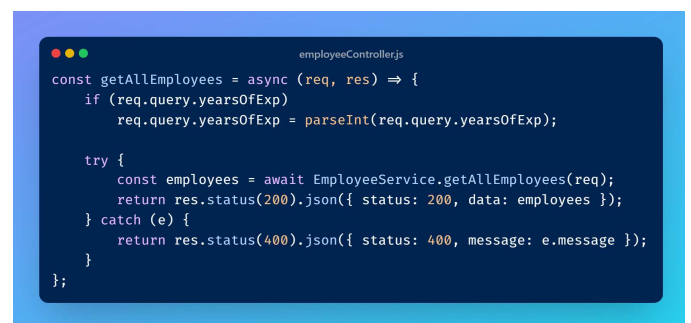 employeeController.js
const getAllEmployees = async (req, res) => {
    if (req.query.yearsOfExp)
        req.query.yearsOfExp = parseInt(req.query.yearsOfExp);

    try {
        const employees = await EmployeeService.getAllEmployees(req);
        return res.status(200).json({ status: 200, data: employees });
    } catch (e) {
        return res.status(400).json({ status: 400, message: e.message });
    }
};